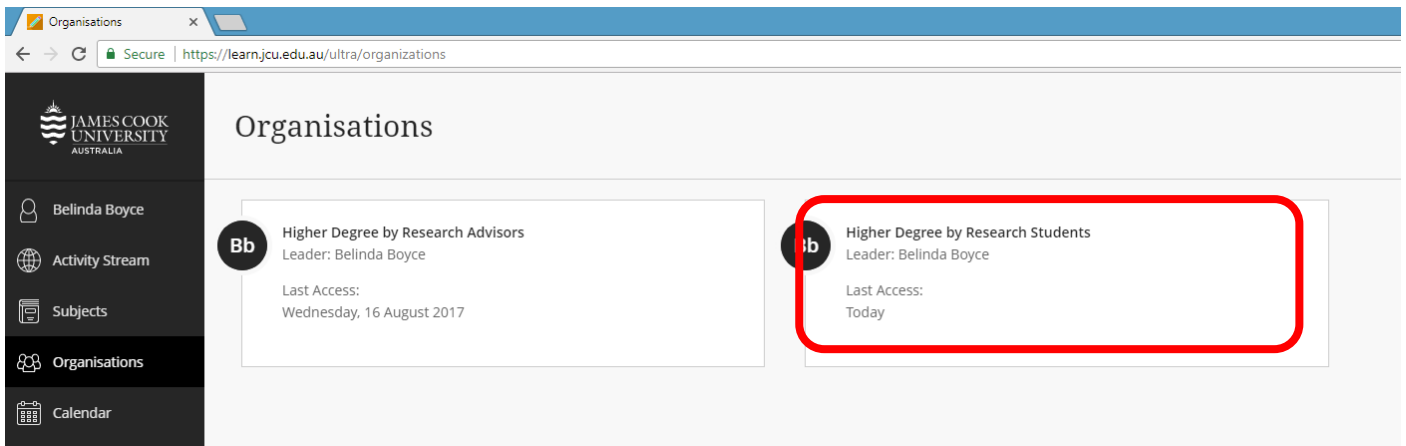 Organisations
Secure | https://learn.jcu.edu.au/ultra/organizations
JAMES COOK
UNIVERSITY
AUSTRALIA
Organisations
Belinda Boyce
Activity Stream
Subjects
Organisations
Calendar
Bb
Higher Degree by Research Advisors
Leader: Belinda Boyce
Last Access:
Wednesday, 16 August 2017
Bb
Higher Degree by Research Students
Leader: Belinda Boyce
Last Access:
Today